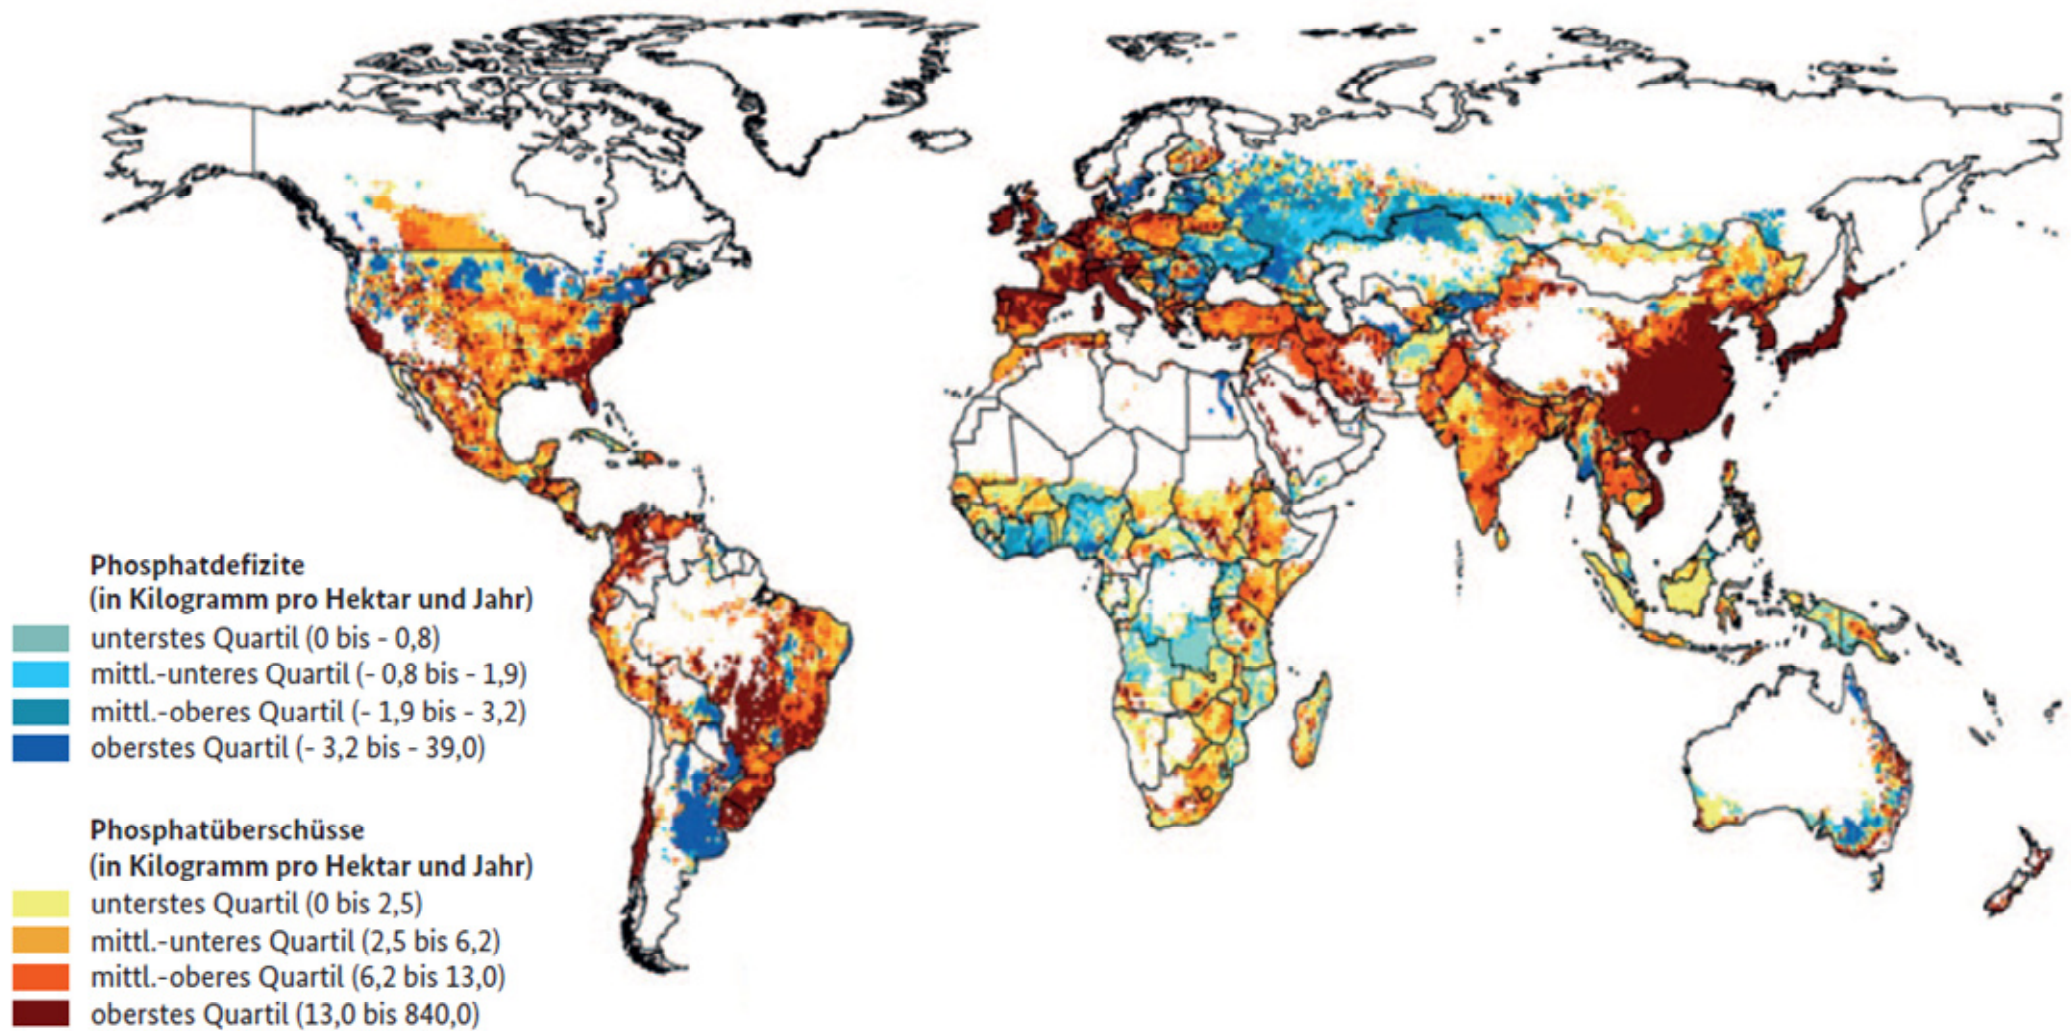 Phosphatdefizite
(in Kilogramm pro Hektar und Jahr)
unterstes Quartil (0 bis - 0,8)
mittl.-unteres Quartil (- 0,8 bis - 1,9)
mittl.-oberes Quartil (- 1,9 bis - 3,2)
oberstes Quartil (- 3,2 bis - 39,0)
Phosphatüberschüsse
(in Kilogramm pro Hektar und Jahr)
unterstes Quartil (0 bis 2,5)
mittl.-unteres Quartil (2,5 bis 6,2)
mittl.-oberes Quartil (6,2 bis 13,0)
oberstes Quartil (13,0 bis 840,0)